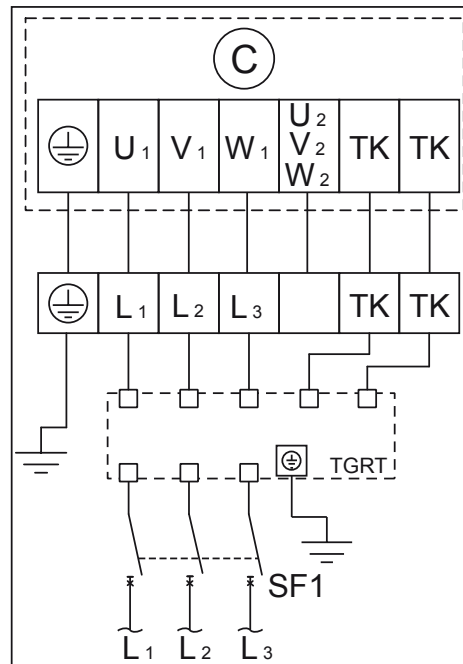 C
U1 V1 W1 U2 V2 W2 TK TK
L1 L2 L3 TK TK
TGRT
SF1
L1 L2 L3